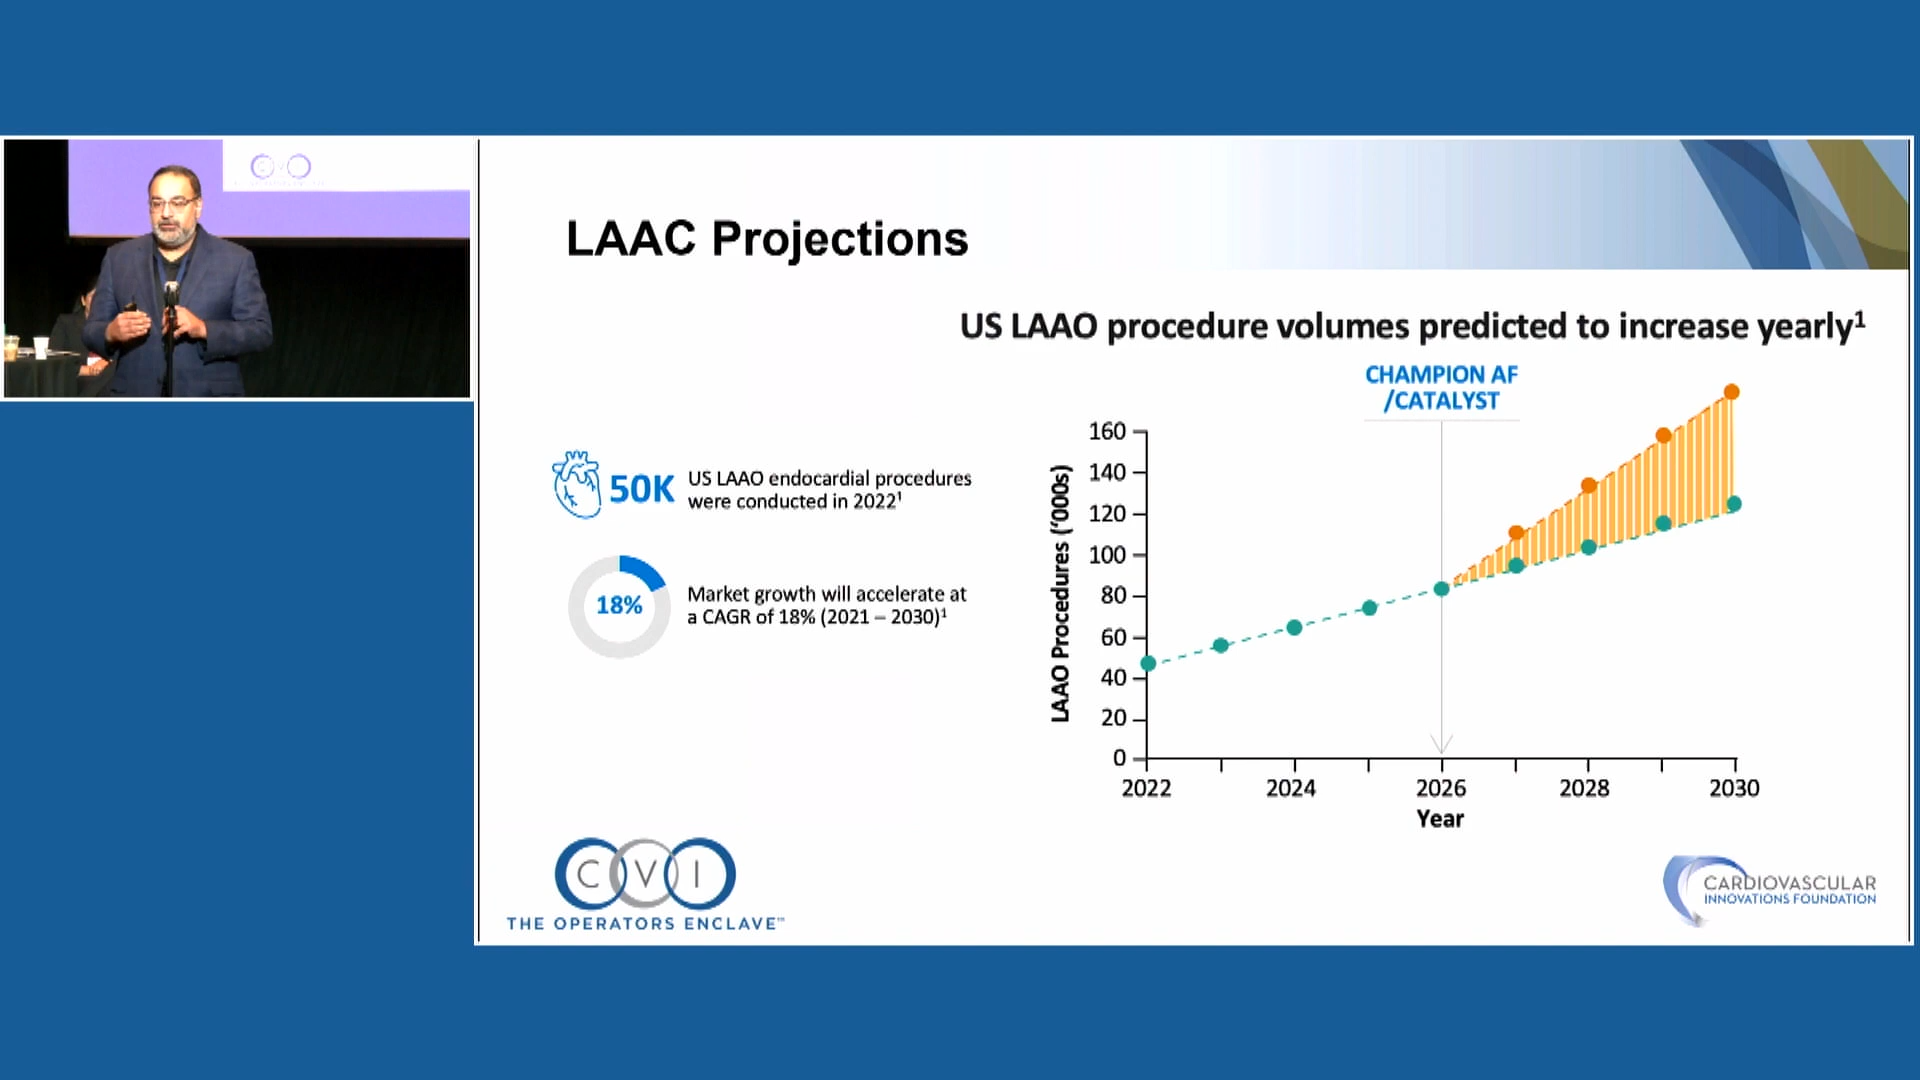 LAAC Projections
US LAAO procedure volumes predicted to increase yearly¹
50K
US LAAO endocardial procedures
were conducted in 2022¹
18%
Market growth will accelerate at
a CAGR of 18% (2021 – 2030)¹
CHAMPION AF
/CATALYST
LAAO Procedures ('000s)
160
140
120
100
80
60
40
20
0
2022
2024
2026
2028
2030
Year
CVI
THE OPERATORS ENCLAVE™
CARDIOVASCULAR
INNOVATIONS FOUNDATION